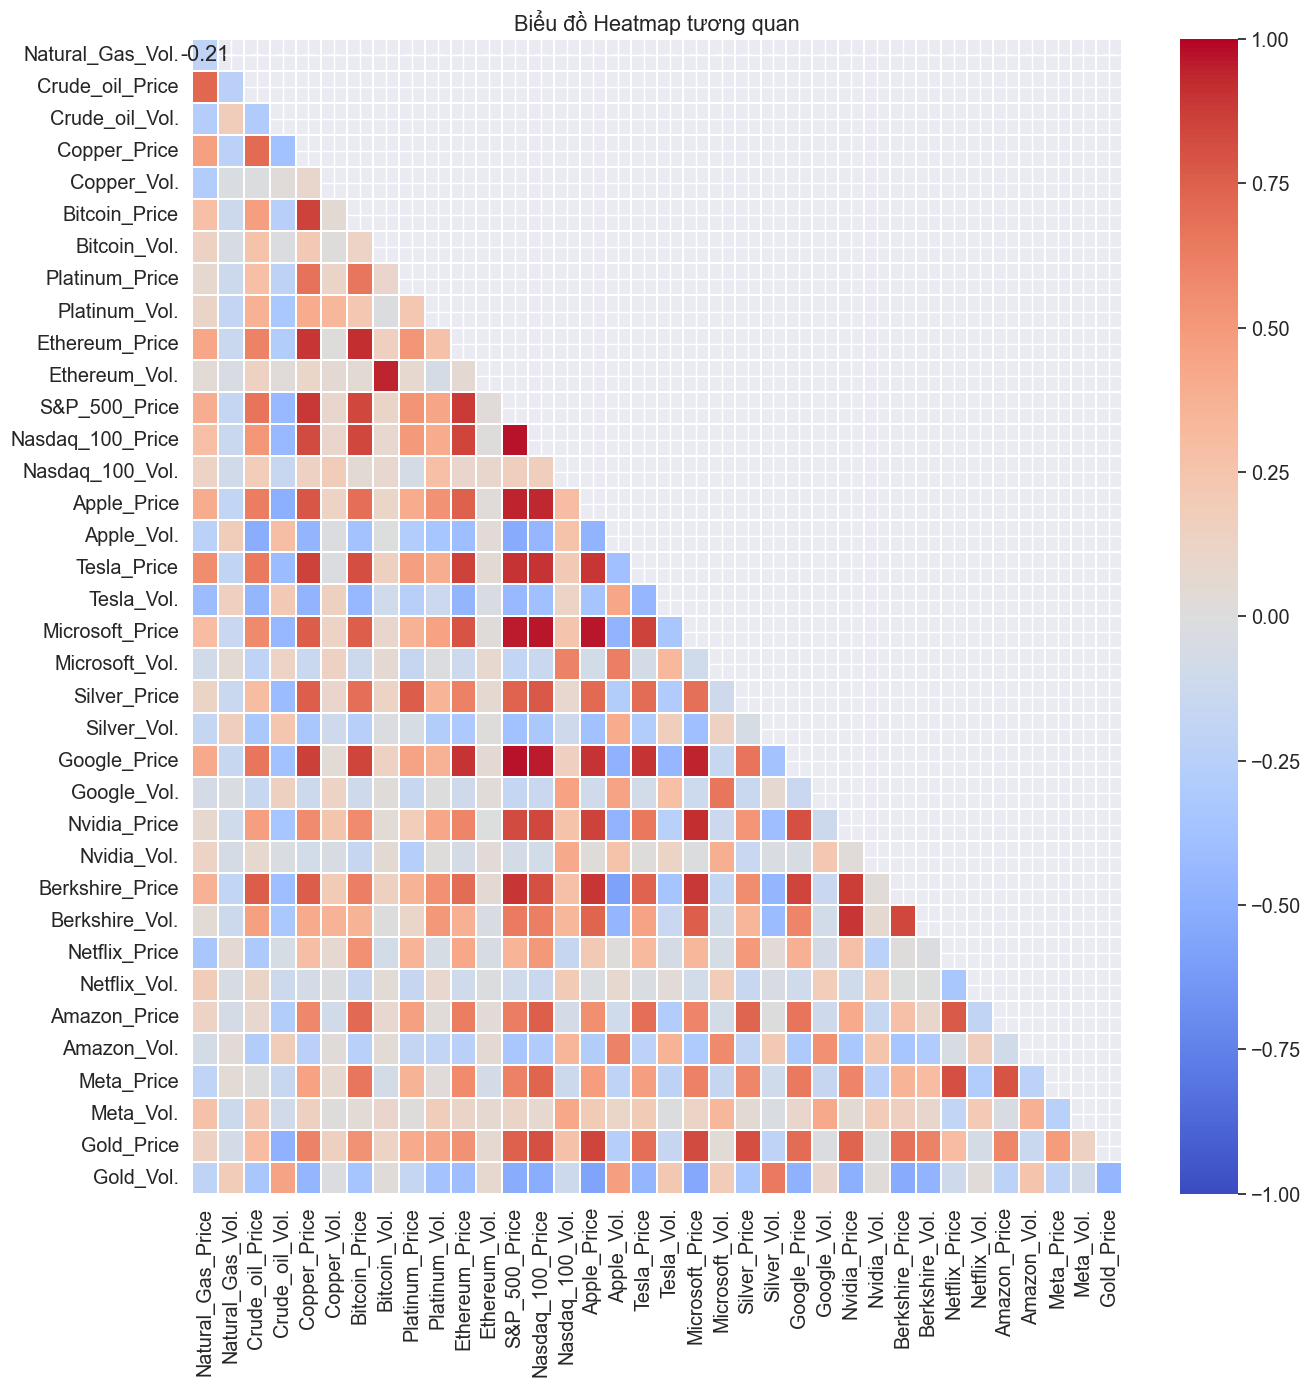 Biểu đồ Heatmap tương quan
Natural_Gas_Vol.
-0.21
Crude_oil_Price
Crude_oil_Vol.
Copper_Price
Copper_Vol.
Bitcoin_Price
Bitcoin_Vol.
Platinum_Price
Platinum_Vol.
Ethereum_Price
Ethereum_Vol.
S&P_500_Price
Nasdaq_100_Price
Nasdaq_100_Vol.
Apple_Price
Apple_Vol.
Tesla_Price
Tesla_Vol.
Microsoft_Price
Microsoft_Vol.
Silver_Price
Silver_Vol.
Google_Price
Google_Vol.
Nvidia_Price
Nvidia_Vol.
Berkshire_Price
Berkshire_Vol.
Netflix_Price
Netflix_Vol.
Amazon_Price
Amazon_Vol.
Meta_Price
Meta_Vol.
Gold_Price
Gold_Vol.
Natural_Gas_Price
Natural_Gas_Vol.
Crude_oil_Price
Crude_oil_Vol.
Copper_Price
Copper_Vol.
Bitcoin_Price
Bitcoin_Vol.
Platinum_Price
Platinum_Vol.
Ethereum_Price
Ethereum_Vol.
S&P_500_Price
Nasdaq_100_Price
Nasdaq_100_Vol.
Apple_Price
Apple_Vol.
Tesla_Price
Tesla_Vol.
Microsoft_Price
Microsoft_Vol.
Silver_Price
Silver_Vol.
Google_Price
Google_Vol.
Nvidia_Price
Nvidia_Vol.
Berkshire_Price
Berkshire_Vol.
Netflix_Price
Netflix_Vol.
Amazon_Price
Amazon_Vol.
Meta_Price
Meta_Vol.
Gold_Price
1.00
0.75
0.50
0.25
0.00
−0.25
−0.50
−0.75
−1.00